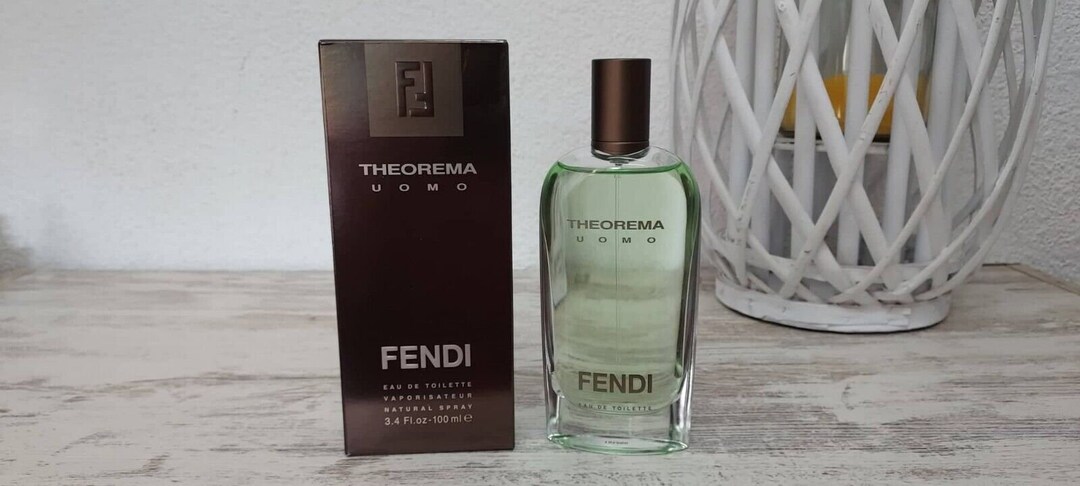 THEOREMA
UOMO
FENDI
EAU DE TOILETTE
VAPORISATEUR
NATURAL SPRAY
3.4 Fl.oz-100 ml e
THEOREMA
UOMO
FENDI
EAU DE TOILETTE